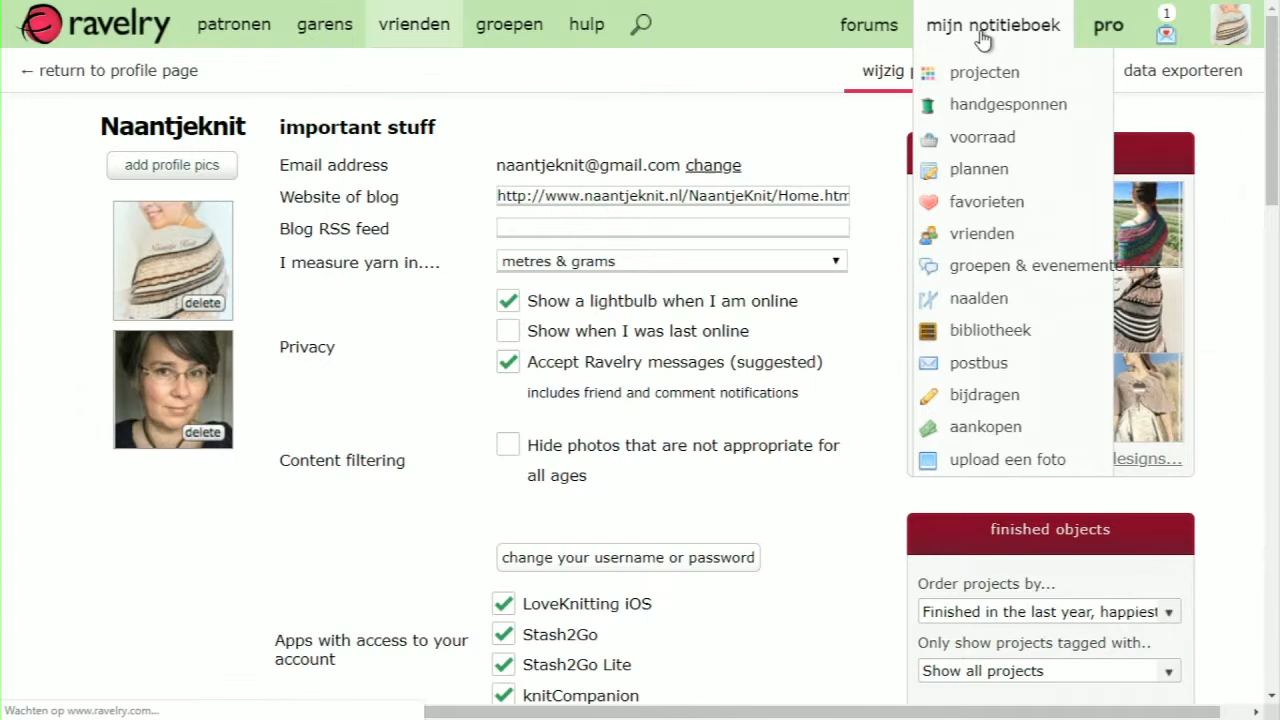 ravelry patronen garens vrienden groepen hulp forums mijn notitieboek pro 1
← return to profile page wijzig data exporteren
Naantjeknit
add profile pics
delete
delete
important stuff
Email address naantjeknit@gmail.com change
Website of blog http://www.naantjeknit.nl/NaantjeKnit/Home.htm
Blog RSS feed
I measure yarn in.... metres & grams
Privacy
Show a lightbulb when I am online
Show when I was last online
Accept Ravelry messages (suggested)
includes friend and comment notifications
Content filtering
Hide photos that are not appropriate for
all ages
change your username or password
Apps with access to your
account
LoveKnitting iOS
Stash2Go
Stash2Go Lite
knitCompanion
projecten
handgesponnen
voorraad
plannen
favorieten
vrienden
groepen & evenementen
naalden
bibliotheek
postbus
bijdragen
aankopen
upload een foto
esigns...
finished objects
Order projects by...
Finished in the last year, happiest
Only show projects tagged with..
Show all projects
Wachten op www.ravelry.com...